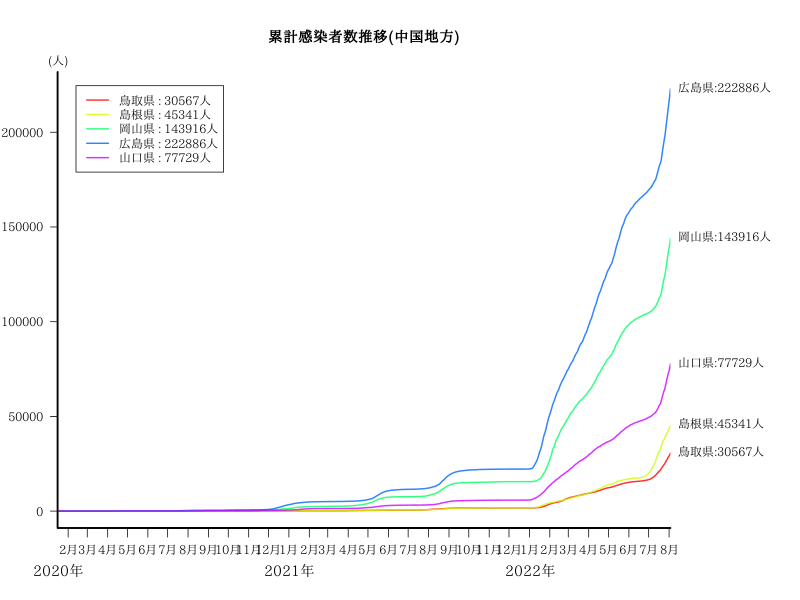 累計感染者数推移(中国地方)
(人)
広島県:222886人
鳥取県 : 30567人
島根県 : 45341人
岡山県 : 143916人
広島県 : 222886人
山口県 : 77729人
200000
150000
岡山県:143916人
100000
山口県:77729人
50000
島根県:45341人
鳥取県:30567人
0
2月 3月 4月 5月 6月 7月 8月 9月 10月 11月 12月 1月 2月 3月 4月 5月 6月 7月 8月 9月 10月 11月 12月 1月 2月 3月 4月 5月 6月 7月 8月
2020年 2021年 2022年